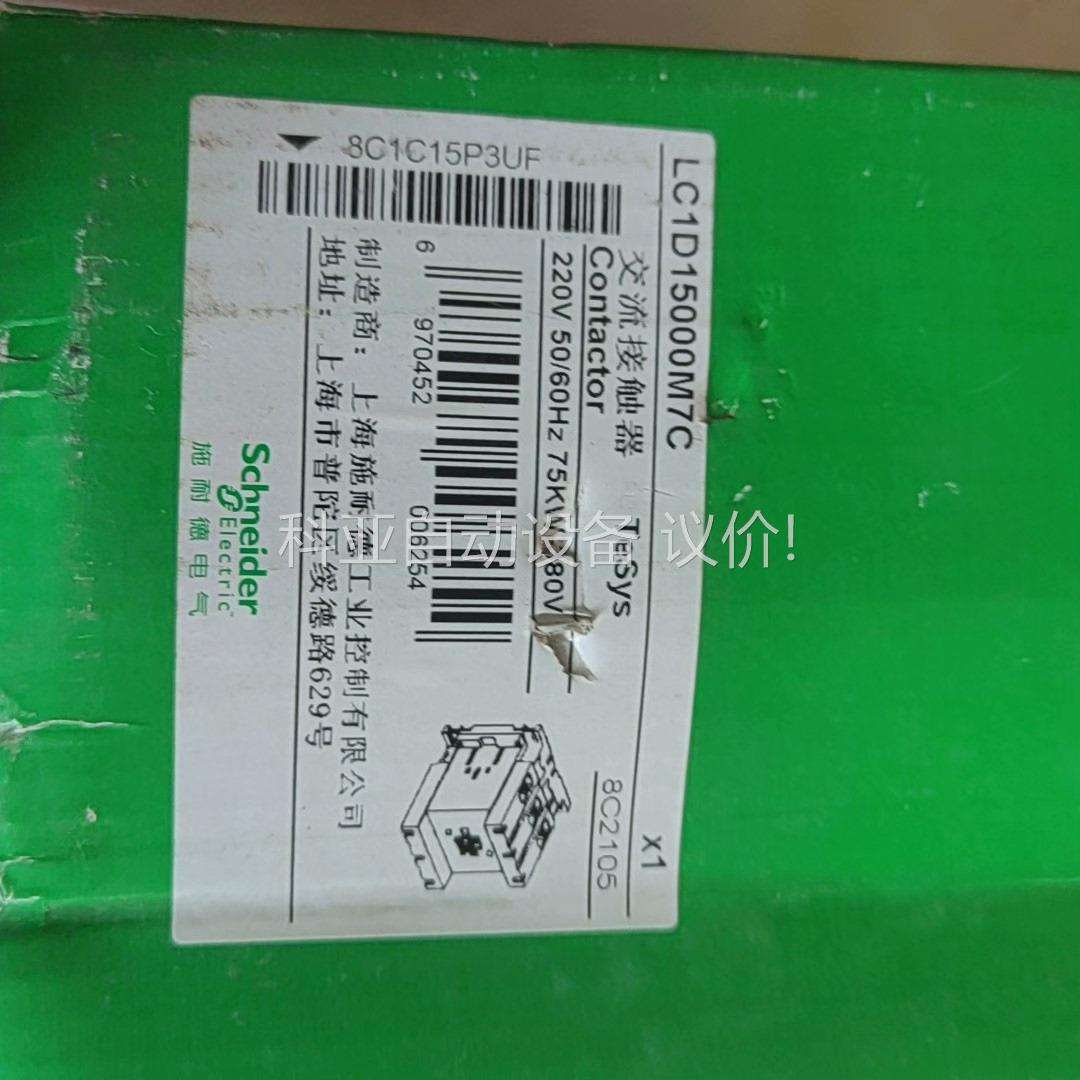 LC1D15000M7C
x1
交流接触器
TeSys
Contactor
8C2105
220V 50/60Hz 75KW 380V
6 970452 606254
制造商：上海施耐德工业控制有限公司
地址：上海市普陀区绥德路629号
8C1C15P3UF
Schneider
Electric
施耐德电气
科亚自动设备 议价!